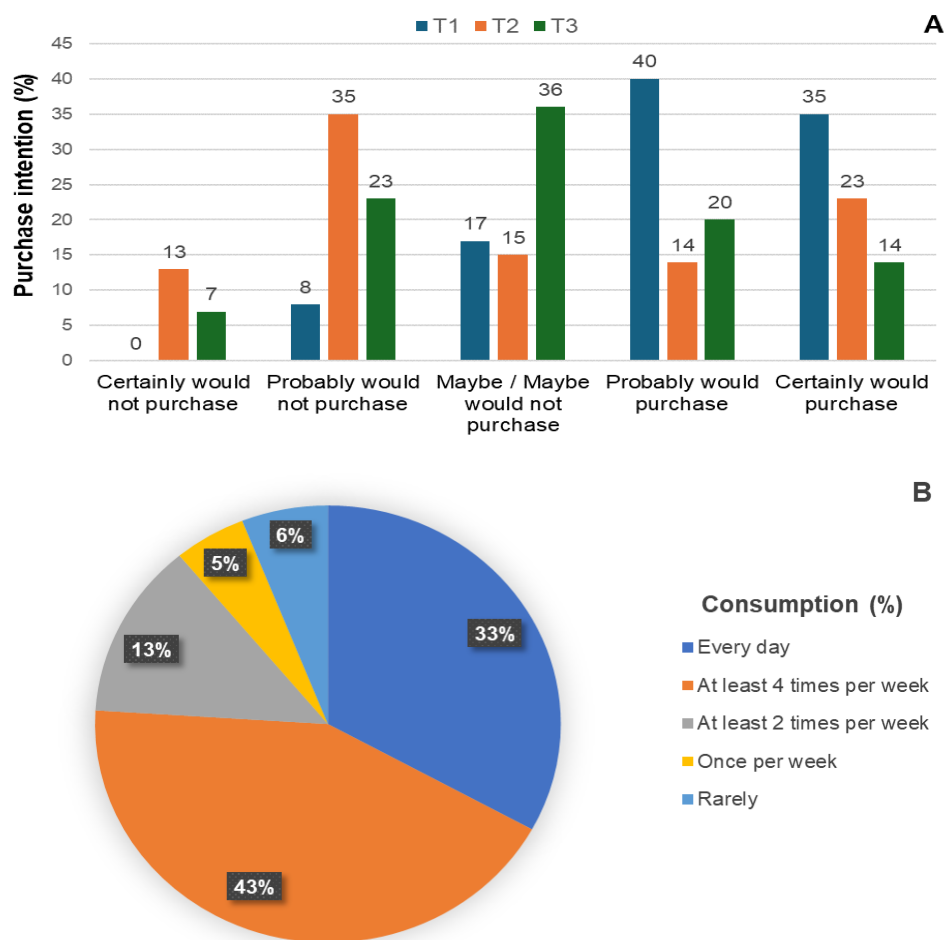 T1 T2 T3
A
Purchase intention (%)
45
40
35
30
25
20
15
10
5
0
0
13
7
8
35
23
17
15
36
40
14
20
35
23
14
Certainly would
not purchase
Probably would
not purchase
Maybe / Maybe
would not
purchase
Probably would
purchase
Certainly would
purchase
B
6%
5%
33%
13%
43%
Consumption (%)
Every day
At least 4 times per week
At least 2 times per week
Once per week
Rarely